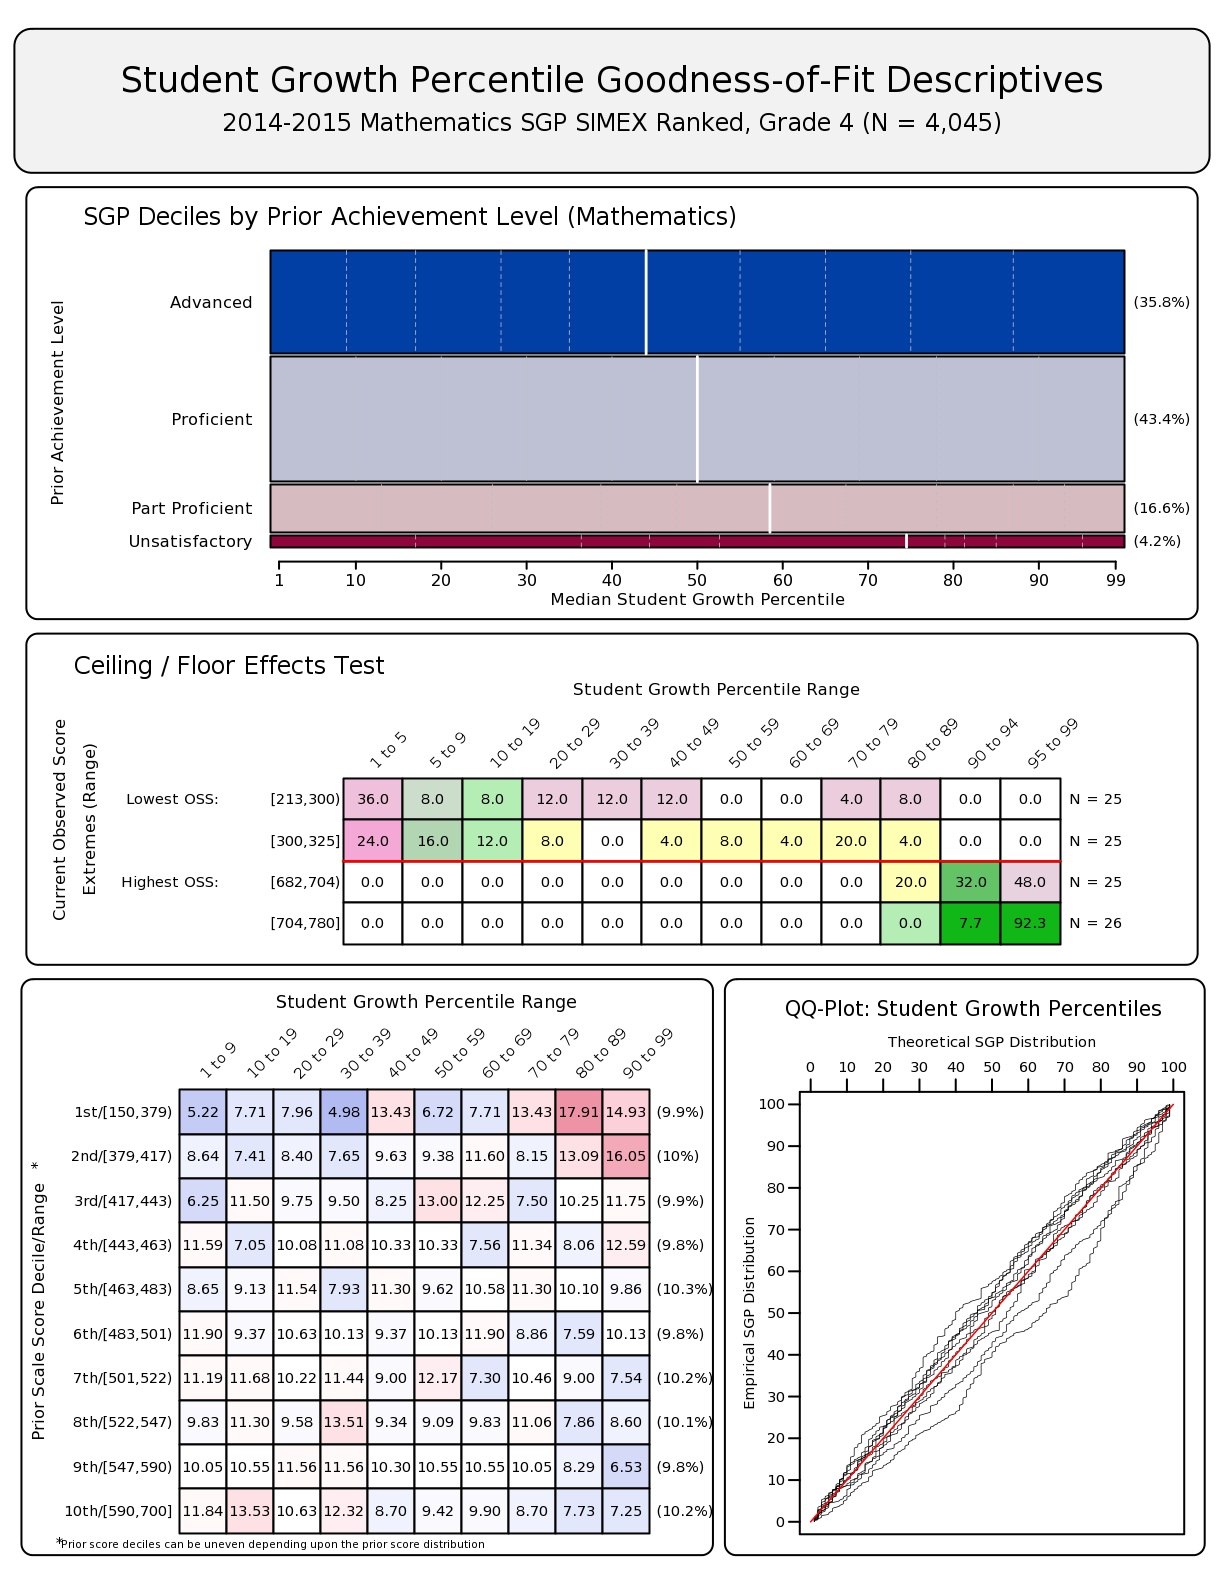 Student Growth Percentile Goodness-of-Fit Descriptives
2014-2015 Mathematics SGP SIMEX Ranked, Grade 4 (N = 4,045)
SGP Deciles by Prior Achievement Level (Mathematics)
Prior Achievement Level
Advanced (35.8%)
Proficient (43.4%)
Part Proficient (16.6%)
Unsatisfactory (4.2%)
1 10 20 30 40 50 60 70 80 90 99
Median Student Growth Percentile
Ceiling / Floor Effects Test
Student Growth Percentile Range
Current Observed Score
Extremes (Range)
1 to 5 5 to 9 10 to 19 20 to 29 30 to 39 40 to 49 50 to 59 60 to 69 70 to 79 80 to 89 90 to 94 95 to 99
Lowest OSS: [213,300) 36.0 8.0 8.0 12.0 12.0 12.0 0.0 0.0 4.0 8.0 0.0 0.0 N = 25
[300,325] 24.0 16.0 12.0 8.0 0.0 4.0 8.0 4.0 20.0 4.0 0.0 0.0 N = 25
Highest OSS: [682,704) 0.0 0.0 0.0 0.0 0.0 0.0 0.0 0.0 0.0 20.0 32.0 48.0 N = 25
[704,780] 0.0 0.0 0.0 0.0 0.0 0.0 0.0 0.0 0.0 0.0 7.7 92.3 N = 26
Student Growth Percentile Range
Prior Scale Score Decile/Range *
1 to 9 10 to 19 20 to 29 30 to 39 40 to 49 50 to 59 60 to 69 70 to 79 80 to 89 90 to 99
1st/[150,379) 5.22 7.71 7.96 4.98 13.43 6.72 7.71 13.43 17.91 14.93 (9.9%)
2nd/[379,417) 8.64 7.41 8.40 7.65 9.63 9.38 11.60 8.15 13.09 16.05 (10%)
3rd/[417,443) 6.25 11.50 9.75 9.50 8.25 13.00 12.25 7.50 10.25 11.75 (9.9%)
4th/[443,463) 11.59 7.05 10.08 11.08 10.33 10.33 7.56 11.34 8.06 12.59 (9.8%)
5th/[463,483) 8.65 9.13 11.54 7.93 11.30 9.62 10.58 11.30 10.10 9.86 (10.3%)
6th/[483,501) 11.90 9.37 10.63 10.13 9.37 10.13 11.90 8.86 7.59 10.13 (9.8%)
7th/[501,522) 11.19 11.68 10.22 11.44 9.00 12.17 7.30 10.46 9.00 7.54 (10.2%)
8th/[522,547) 9.83 11.30 9.58 13.51 9.34 9.09 9.83 11.06 7.86 8.60 (10.1%)
9th/[547,590) 10.05 10.55 11.56 11.56 10.30 10.55 10.55 10.05 8.29 6.53 (9.8%)
10th/[590,700] 11.84 13.53 10.63 12.32 8.70 9.42 9.90 8.70 7.73 7.25 (10.2%)
*Prior score deciles can be uneven depending upon the prior score distribution
QQ-Plot: Student Growth Percentiles
Theoretical SGP Distribution
0 10 20 30 40 50 60 70 80 90 100
Empirical SGP Distribution
100
90
80
70
60
50
40
30
20
10
0